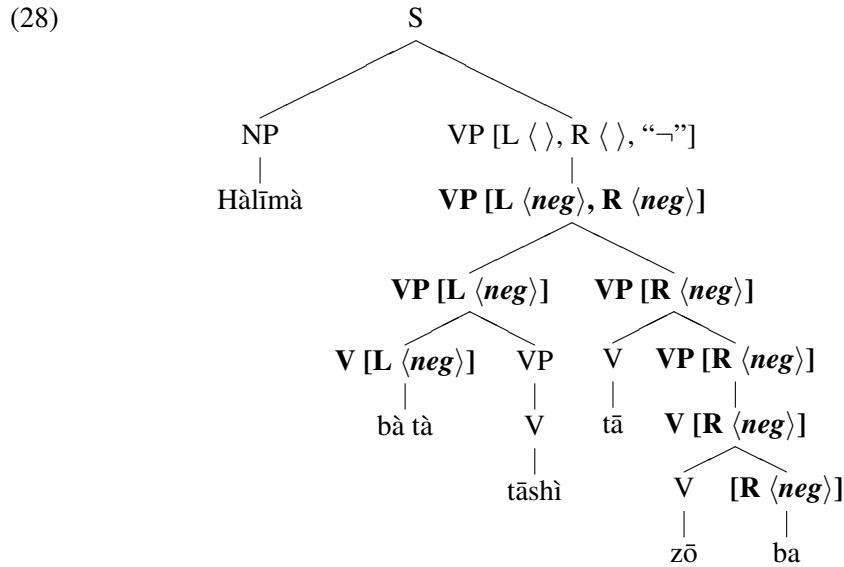 (28)
S
NP VP [L ⟨ ⟩, R ⟨ ⟩, “¬”]
Hàlīmà VP [L ⟨neg⟩, R ⟨neg⟩]
VP [L ⟨neg⟩] VP [R ⟨neg⟩]
V [L ⟨neg⟩] VP V VP [R ⟨neg⟩]
bà tà V tā V [R ⟨neg⟩]
tāshì V [R ⟨neg⟩]
zō ba